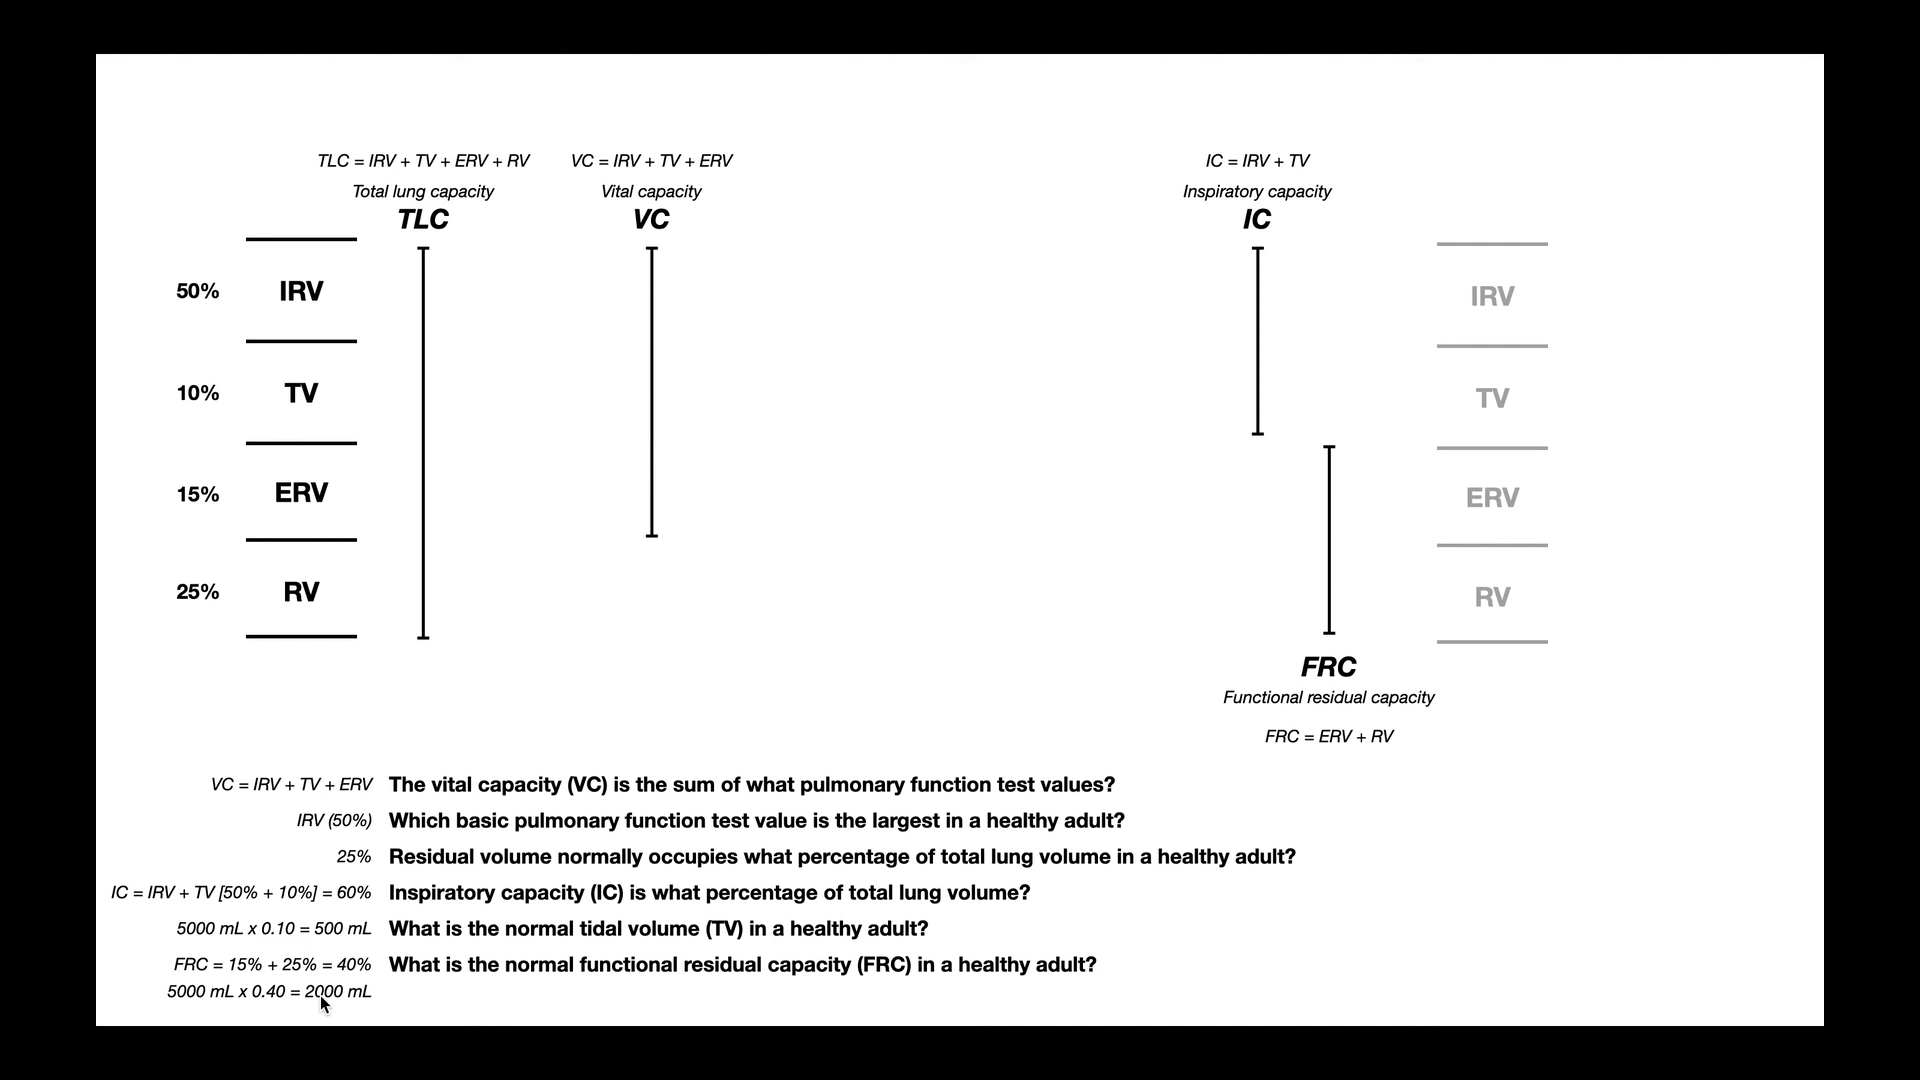 TLC = IRV + TV + ERV + RV
Total lung capacity
TLC
VC = IRV + TV + ERV
Vital capacity
VC
IC = IRV + TV
Inspiratory capacity
IC
50% IRV
10% TV
15% ERV
25% RV
IRV
TV
ERV
RV
FRC
Functional residual capacity
FRC = ERV + RV
VC = IRV + TV + ERV The vital capacity (VC) is the sum of what pulmonary function test values?
IRV (50%) Which basic pulmonary function test value is the largest in a healthy adult?
25% Residual volume normally occupies what percentage of total lung volume in a healthy adult?
IC = IRV + TV [50% + 10%] = 60% Inspiratory capacity (IC) is what percentage of total lung volume?
5000 mL x 0.10 = 500 mL What is the normal tidal volume (TV) in a healthy adult?
FRC = 15% + 25% = 40% What is the normal functional residual capacity (FRC) in a healthy adult?
5000 mL x 0.40 = 2000 mL